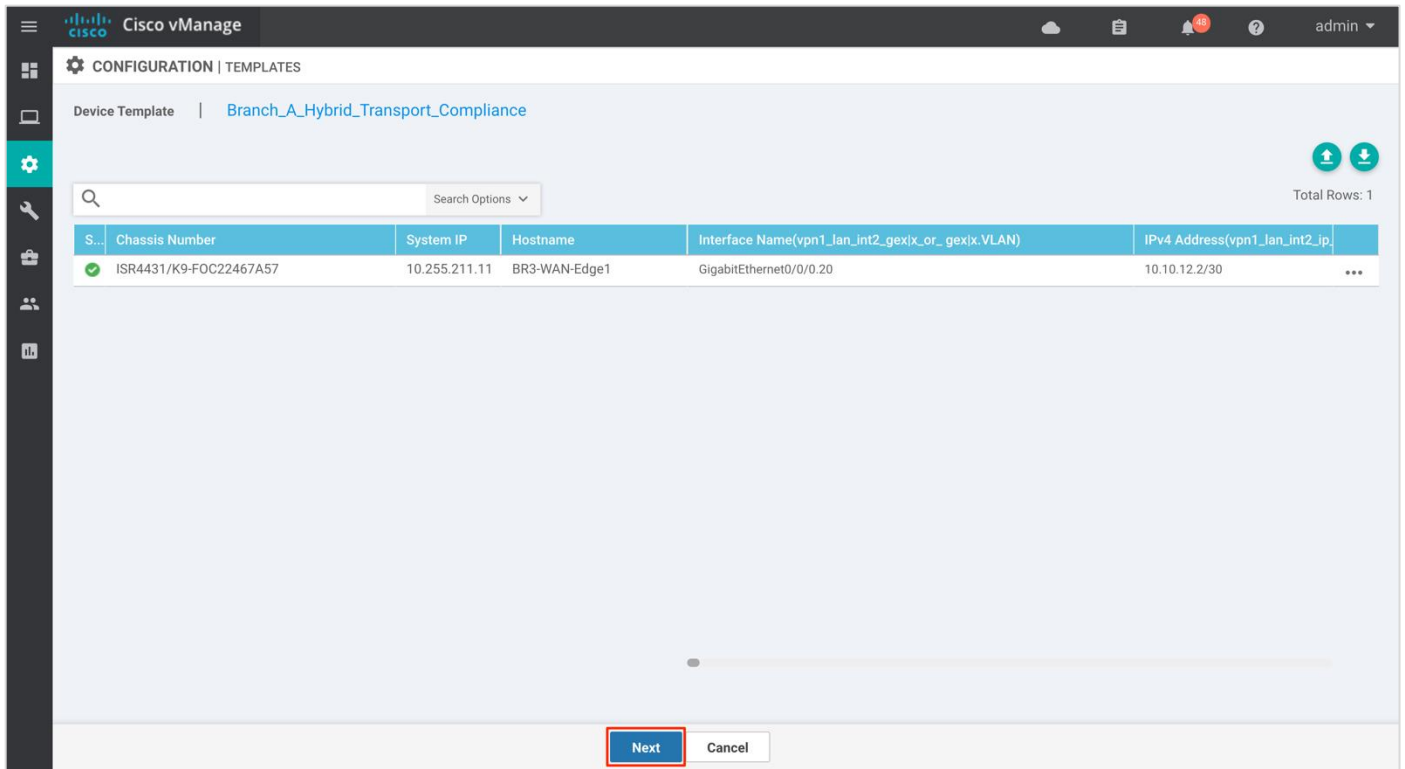 cisco Cisco vManage 48 admin
CONFIGURATION | TEMPLATES
Device Template | Branch_A_Hybrid_Transport_Compliance
Search Options Total Rows: 1
S... Chassis Number System IP Hostname Interface Name(vpn1_lan_int2_gex|x_or_ gex|x.VLAN) IPv4 Address(vpn1_lan_int2_ip_
ISR4431/K9-FOC22467A57 10.255.211.11 BR3-WAN-Edge1 GigabitEthernet0/0/0.20 10.10.12.2/30 •••
Next Cancel